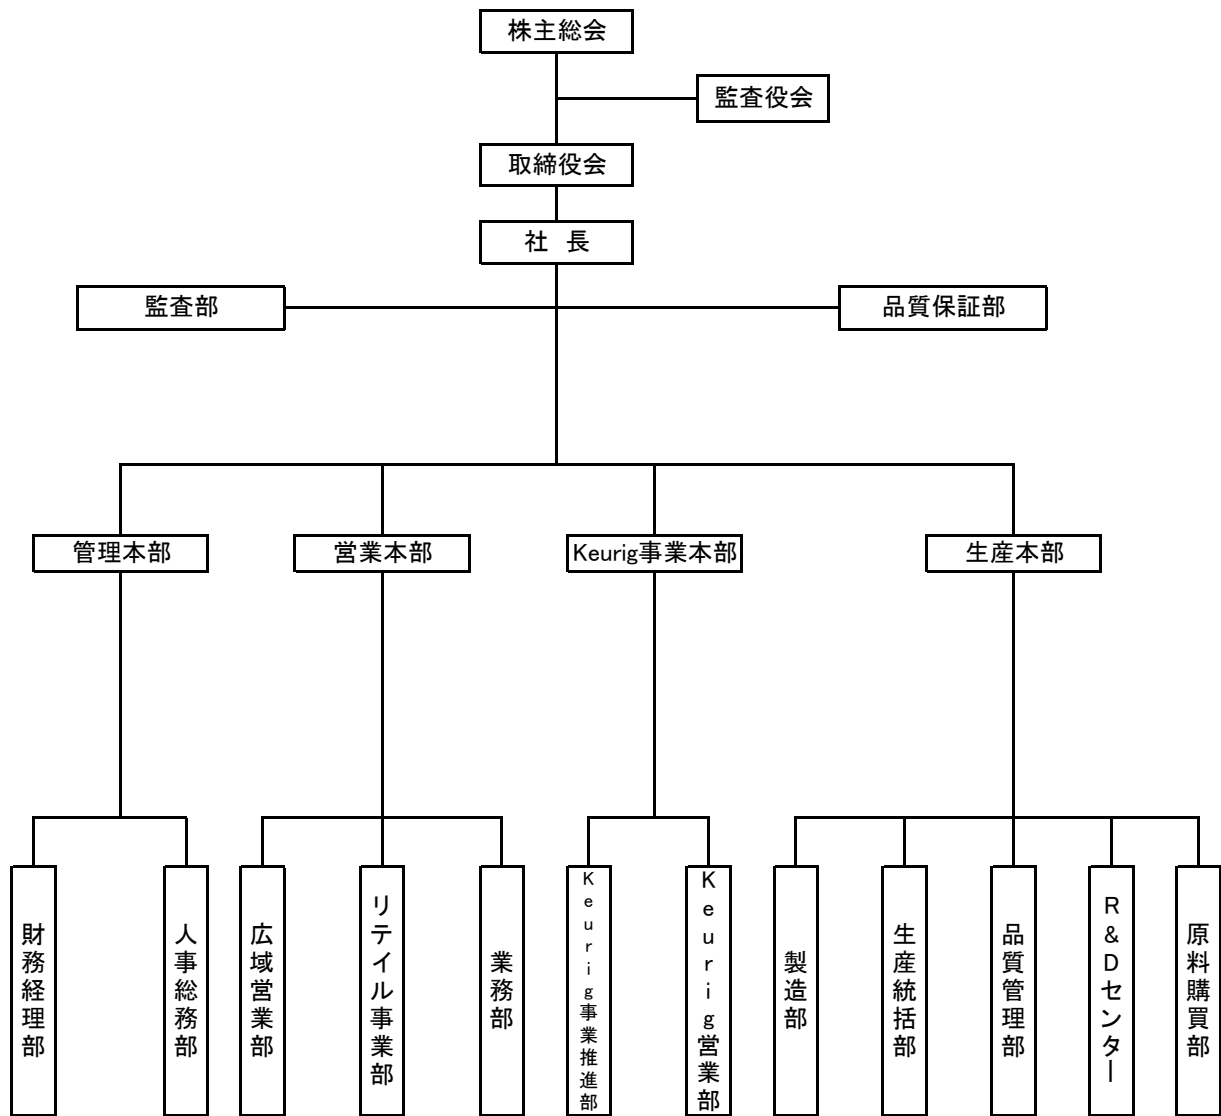 株主総会
監査役会
取締役会
社 長
監査部
品質保証部
管理本部
営業本部
Keurig事業本部
生産本部
財務経理部
人事総務部
広域営業部
リテイル事業部
業務部
Keurig事業推進部
Keurig営業部
製造部
生産統括部
品質管理部
R&Dセンター
原料購買部